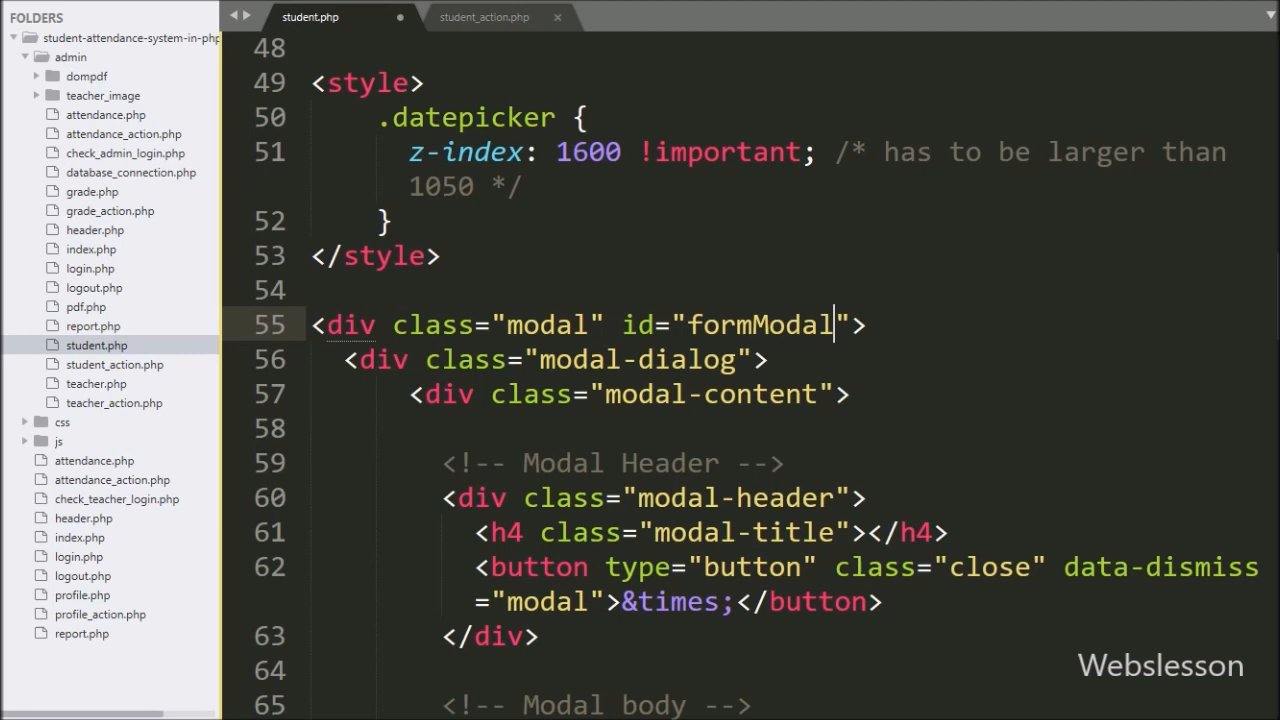 FOLDERS
student-attendance-system-in-php
admin
dompdf
teacher_image
attendance.php
attendance_action.php
check_admin_login.php
database_connection.php
grade.php
grade_action.php
header.php
index.php
login.php
logout.php
pdf.php
report.php
student.php
student_action.php
teacher.php
teacher_action.php
css
js
attendance.php
attendance_action.php
check_teacher_login.php
header.php
index.php
login.php
logout.php
profile.php
profile_action.php
report.php
student.php
student_action.php ×
48
49 <style>
50 .datepicker {
51 z-index: 1600 !important; /* has to be larger than
1050 */
52 }
53 </style>
54
55 <div class="modal" id="formModal">
56 <div class="modal-dialog">
57 <div class="modal-content">
58
59 <!-- Modal Header -->
60 <div class="modal-header">
61 <h4 class="modal-title"></h4>
62 <button type="button" class="close" data-dismiss
="modal">&times;</button>
63 </div>
64
65 <!-- Modal body -->
Webslesson